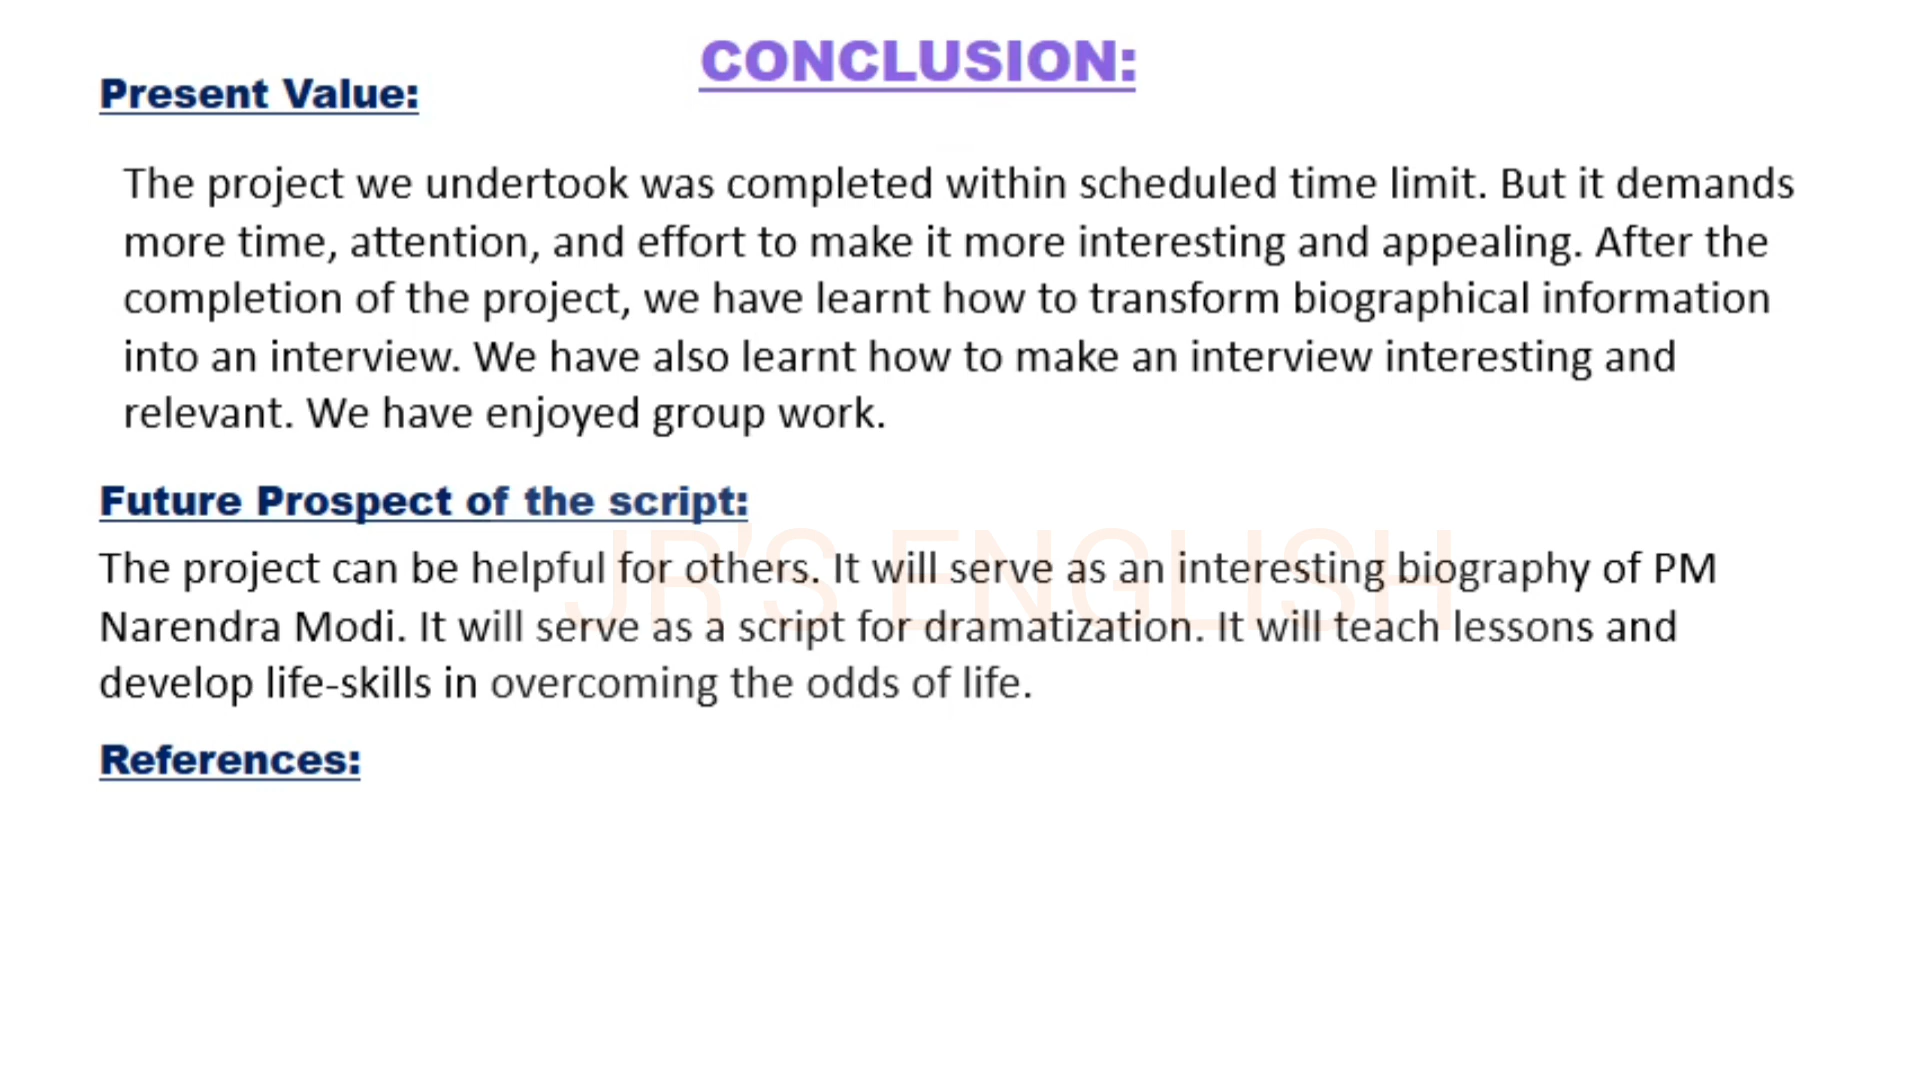 CONCLUSION:
Present Value:
The project we undertook was completed within scheduled time limit. But it demands
more time, attention, and effort to make it more interesting and appealing. After the
completion of the project, we have learnt how to transform biographical information
into an interview. We have also learnt how to make an interview interesting and
relevant. We have enjoyed group work.
Future Prospect of the script:
JR'S ENGLISH
The project can be helpful for others. It will serve as an interesting biography of PM
Narendra Modi. It will serve as a script for dramatization. It will teach lessons and
develop life-skills in overcoming the odds of life.
References: